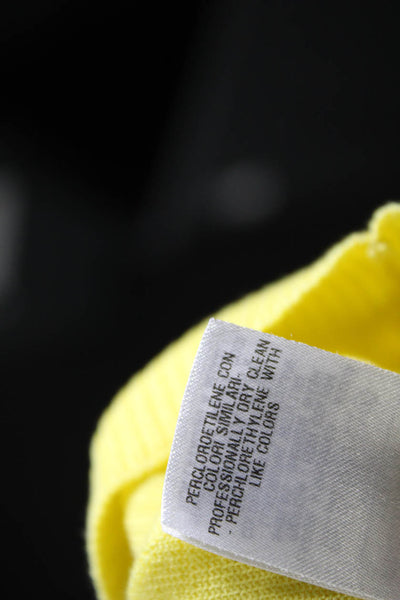 PERCLOROETILENE CON
COLORI SIMILARI.
PROFESSIONALLY DRY CLEAN
- PERCHLORETHYLENE WITH
LIKE COLORS